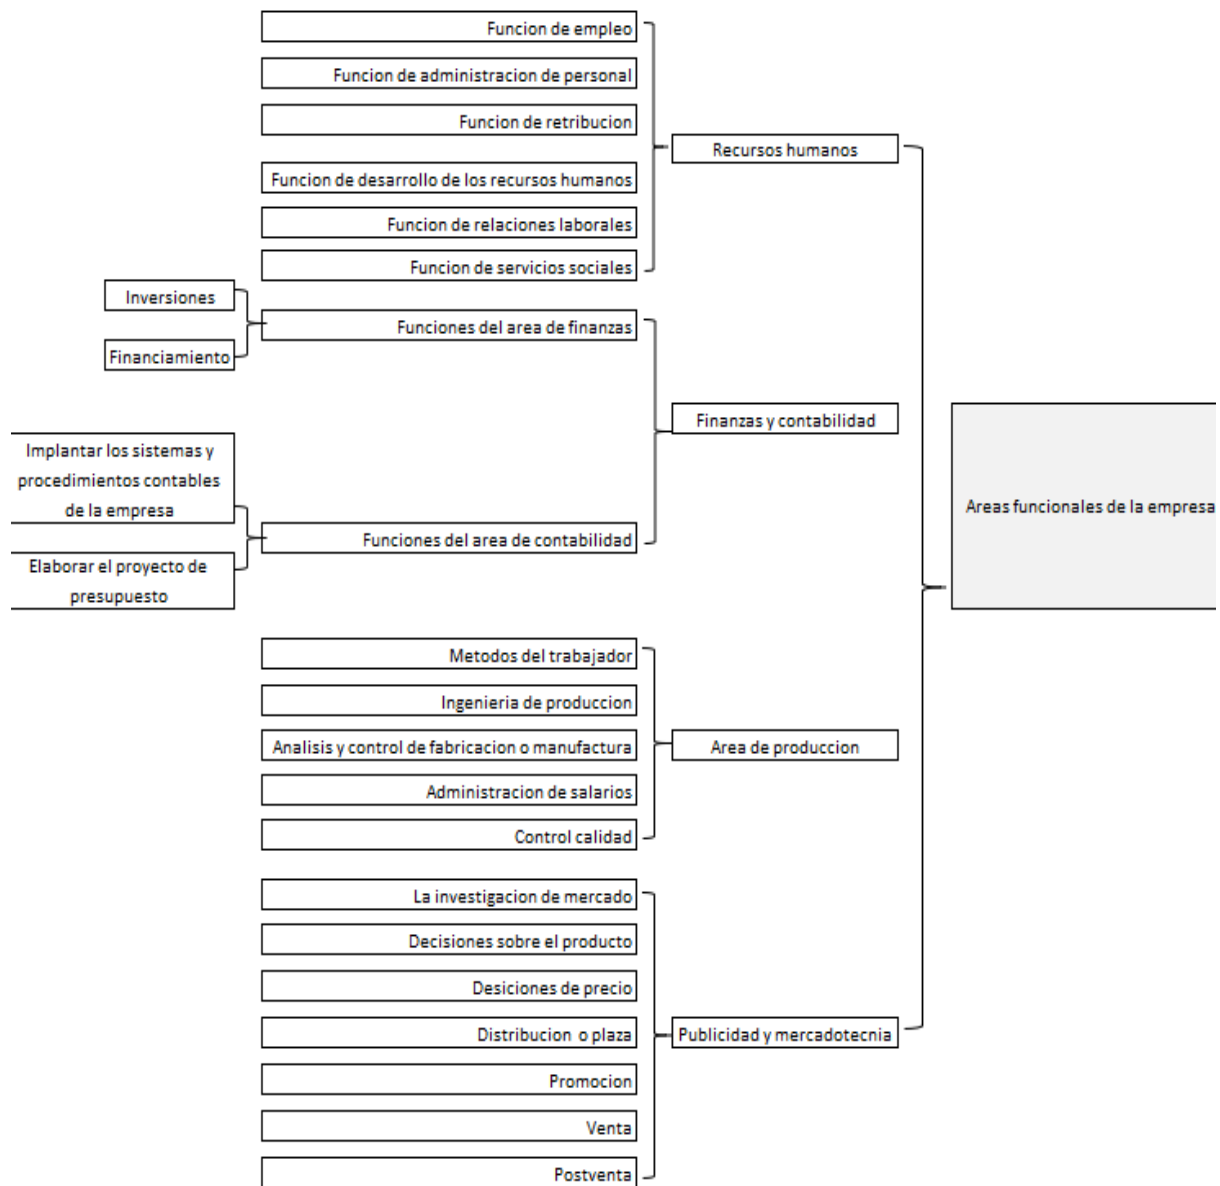 Funcion de empleo
Funcion de administracion de personal
Funcion de retribucion
Recursos humanos
Funcion de desarrollo de los recursos humanos
Funcion de relaciones laborales
Funcion de servicios sociales
Inversiones
Funciones del area de finanzas
Financiamiento
Finanzas y contabilidad
Implantar los sistemas y
procedimientos contables
de la empresa
Areas funcionales de la empresa
Funciones del area de contabilidad
Elaborar el proyecto de
presupuesto
Metodos del trabajador
Ingenieria de produccion
Analisis y control de fabricacion o manufactura
Area de produccion
Administracion de salarios
Control calidad
La investigacion de mercado
Decisiones sobre el producto
Desiciones de precio
Distribucion o plaza
Publicidad y mercadotecnia
Promocion
Venta
Postventa